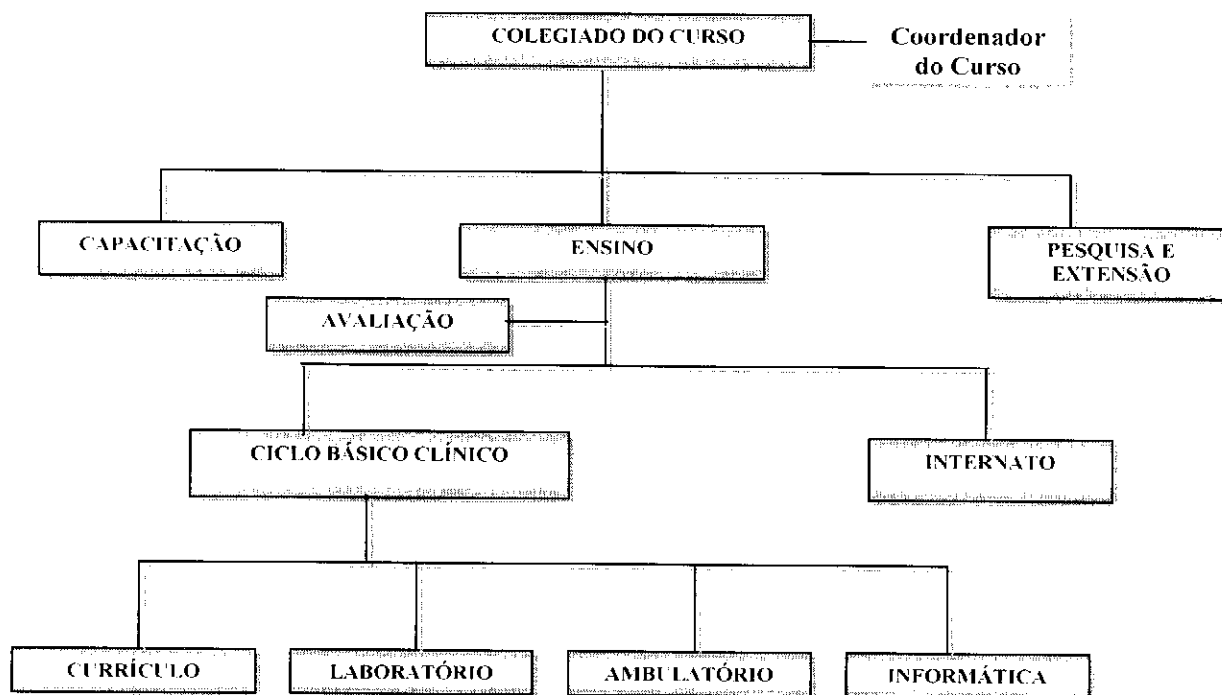 COLEGIADO DO CURSO
Coordenador
do Curso
CAPACITAÇÃO
ENSINO
PESQUISA E
EXTENSÃO
AVALIAÇÃO
CICLO BÁSICO CLÍNICO
INTERNATO
CURRÍCULO
LABORATÓRIO
AMBULATÓRIO
INFORMÁTICA